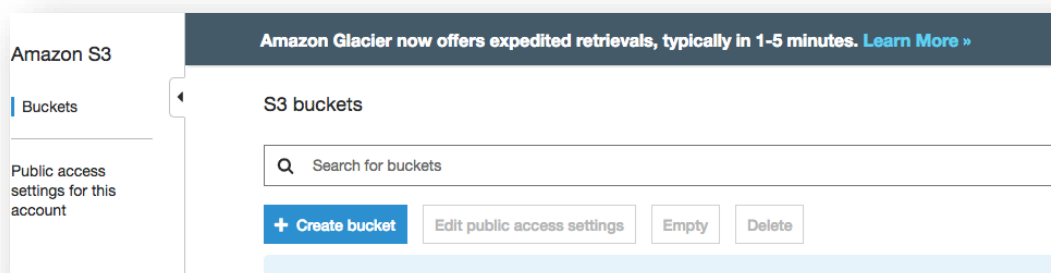 Amazon S3
Buckets
Public access
settings for this
account
Amazon Glacier now offers expedited retrievals, typically in 1-5 minutes. Learn More »
S3 buckets
Search for buckets
+ Create bucket
Edit public access settings
Empty
Delete